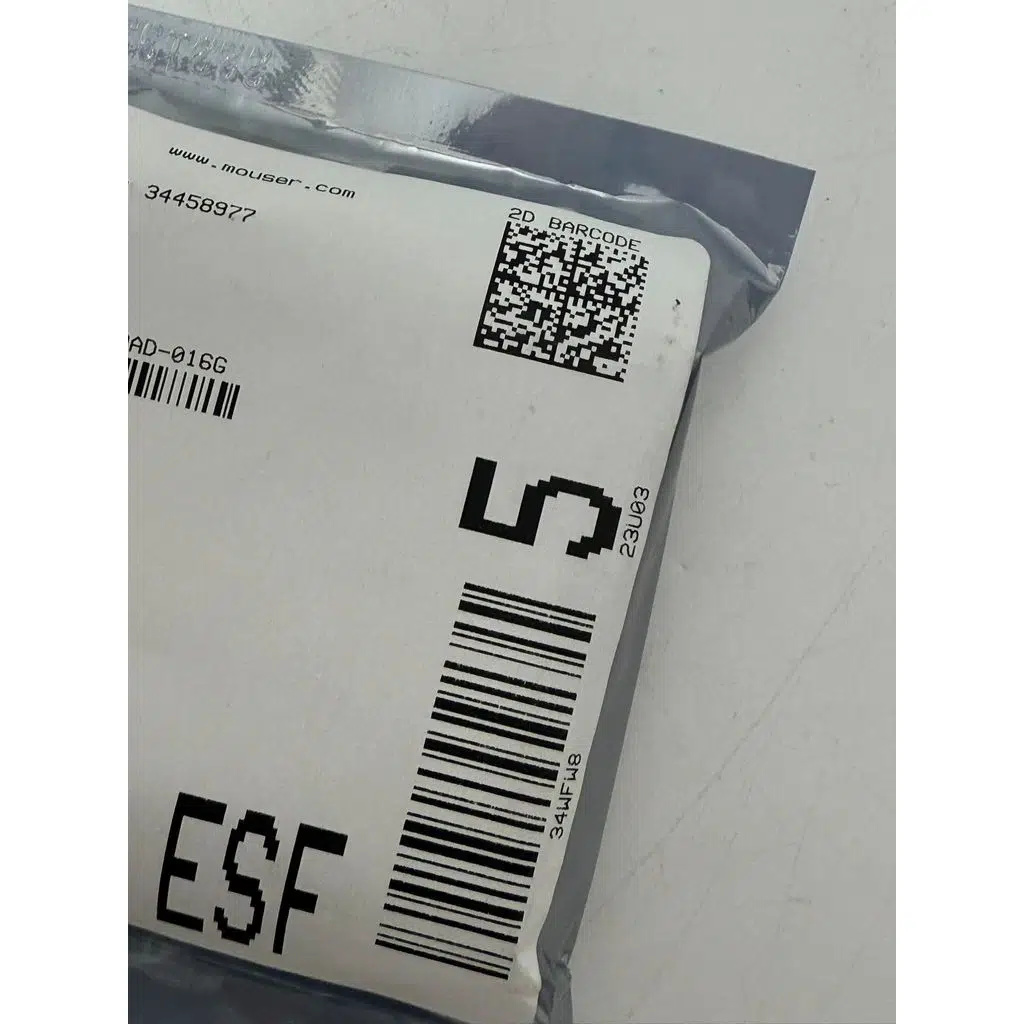 www.mouser.com
34458977
2D BARCODE
AD-016G
5
23U03
34WFW8
ESF